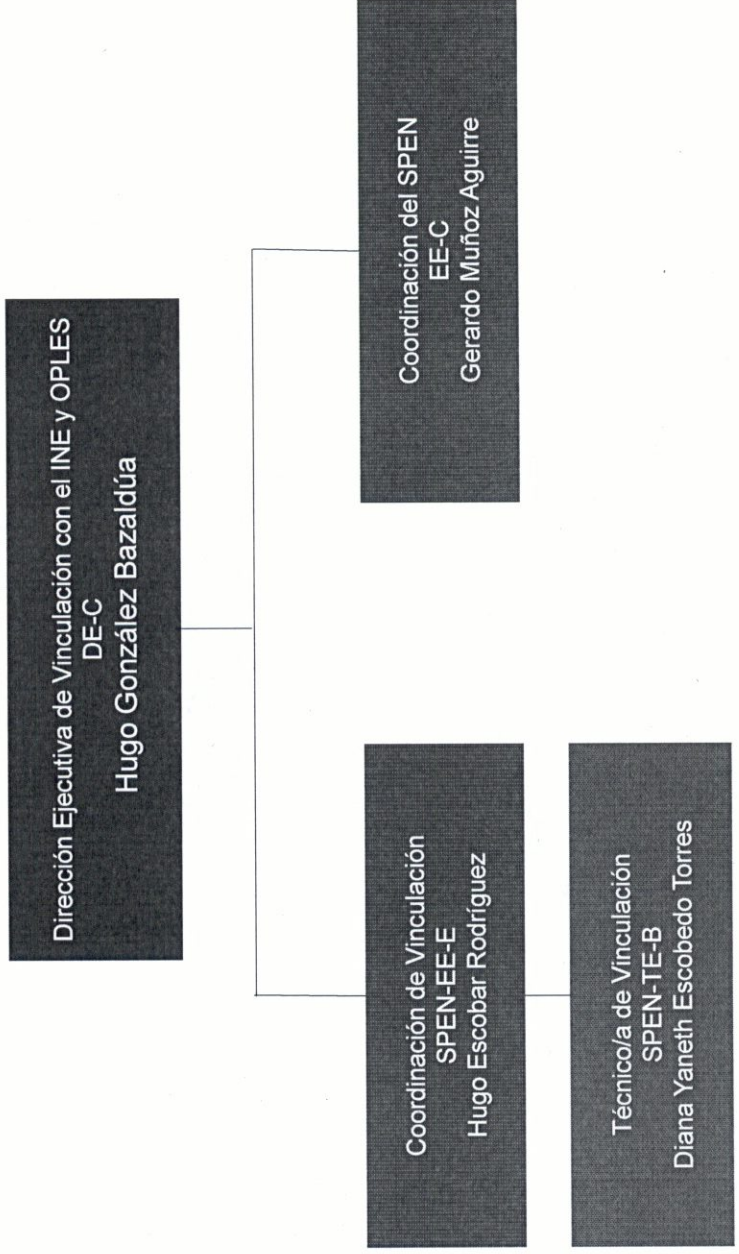 Dirección Ejecutiva de Vinculación con el INE y OPLES
DE-C
Hugo González Bazaldúa
Coordinación de Vinculación
SPEN-EE-E
Hugo Escobar Rodríguez
Técnico/a de Vinculación
SPEN-TE-B
Diana Yaneth Escobedo Torres
Coordinación del SPEN
EE-C
Gerardo Muñoz Aguirre